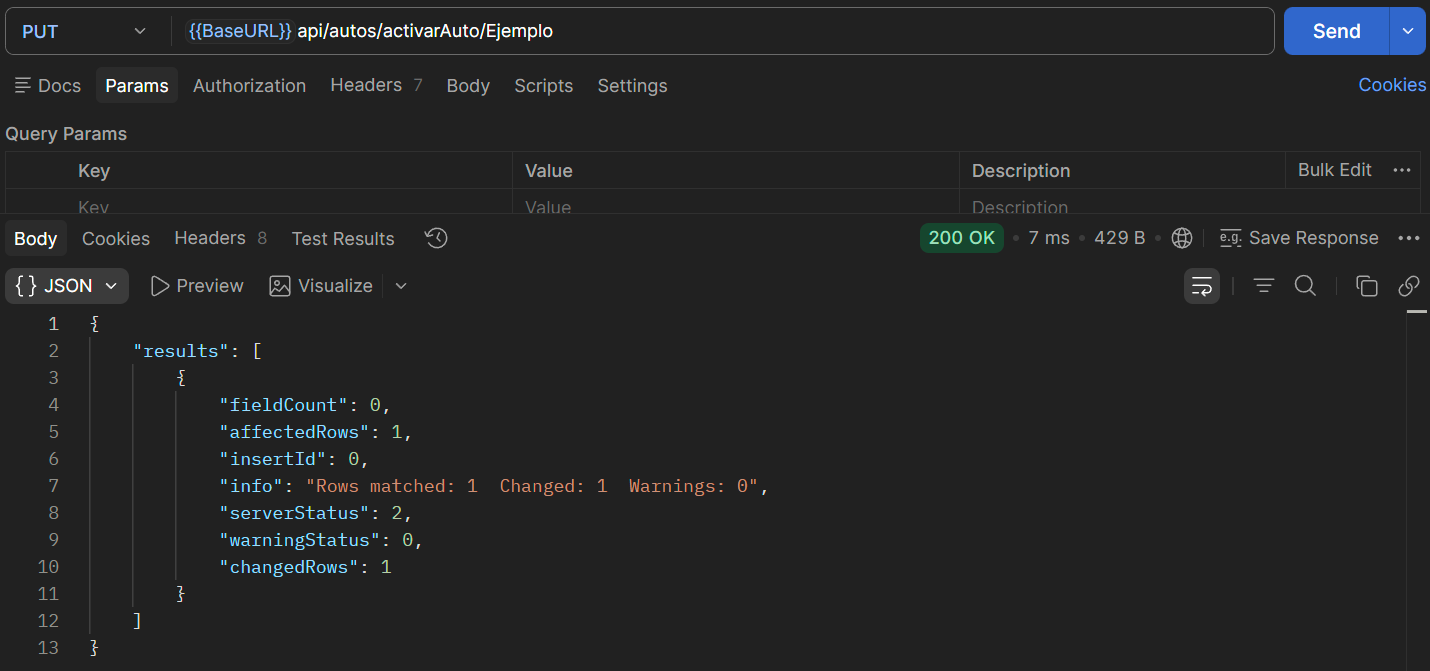 PUT {{BaseURL}} api/autos/activarAuto/Ejemplo Send
Docs Params Authorization Headers 7 Body Scripts Settings Cookies
Query Params
Key Value Description Bulk Edit
Key Value Description
Body Cookies Headers 8 Test Results 200 OK • 7 ms • 429 B • e.g. Save Response
{} JSON Preview Visualize
1 {
2 "results": [
3 {
4 "fieldCount": 0,
5 "affectedRows": 1,
6 "insertId": 0,
7 "info": "Rows matched: 1  Changed: 1  Warnings: 0",
8 "serverStatus": 2,
9 "warningStatus": 0,
10 "changedRows": 1
11 }
12 ]
13 }